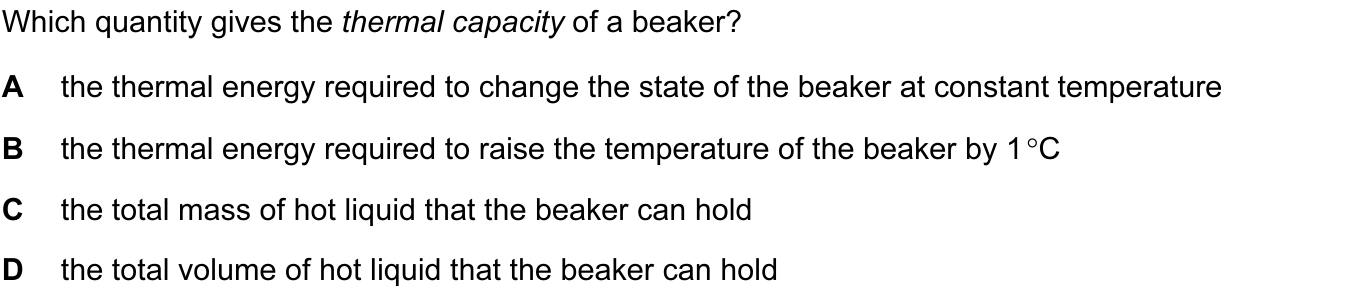 Which quantity gives the thermal capacity of a beaker?
A the thermal energy required to change the state of the beaker at constant temperature
B the thermal energy required to raise the temperature of the beaker by 1°C
C the total mass of hot liquid that the beaker can hold
D the total volume of hot liquid that the beaker can hold